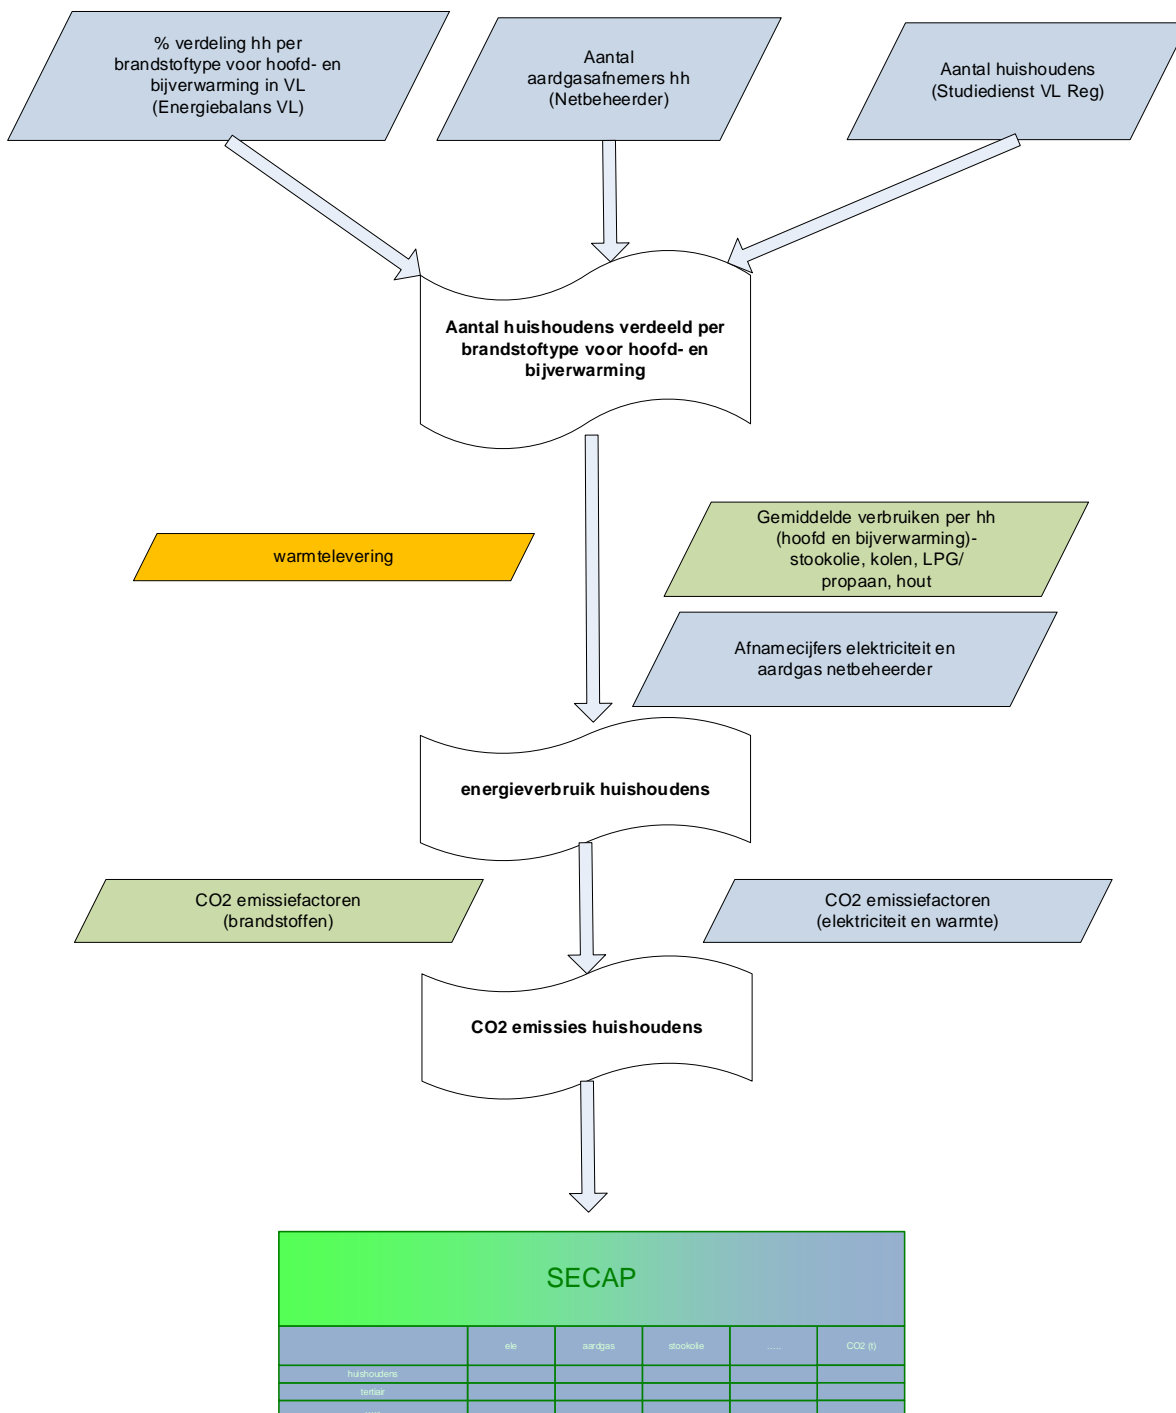 % verdeling hh per
brandstoftype voor hoofd- en
bijverwarming in VL
(Energiebalans VL)
Aantal
aardgasafnemers hh
(Netbeheerder)
Aantal huishoudens
(Studiedienst VL Reg)
Aantal huishoudens verdeeld per
brandstoftype voor hoofd- en
bijverwarming
warmtelevering
Gemiddelde verbruiken per hh
(hoofd en bijverwarming)-
stookolie, kolen, LPG/
propaan, hout
Afnamecijfers elektriciteit en
aardgas netbeheerder
energieverbruik huishoudens
CO2 emissiefactoren
(brandstoffen)
CO2 emissiefactoren
(elektriciteit en warmte)
CO2 emissies huishoudens
SECAP
ele aardgas stookolie ...... CO2 (t)
huishoudens
tertiair